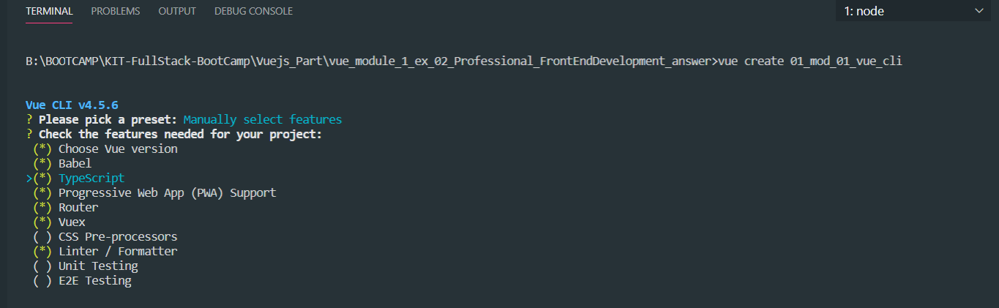 TERMINAL PROBLEMS OUTPUT DEBUG CONSOLE 1: node
B:\BOOTCAMP\KIT-FullStack-BootCamp\Vuejs_Part\vue_module_1_ex_02_Professional_FrontEndDevelopment_answer>vue create 01_mod_01_vue_cli
Vue CLI v4.5.6
? Please pick a preset: Manually select features
? Check the features needed for your project:
(*) Choose Vue version
(*) Babel
>(*) TypeScript
(*) Progressive Web App (PWA) Support
(*) Router
(*) Vuex
( ) CSS Pre-processors
(*) Linter / Formatter
( ) Unit Testing
( ) E2E Testing